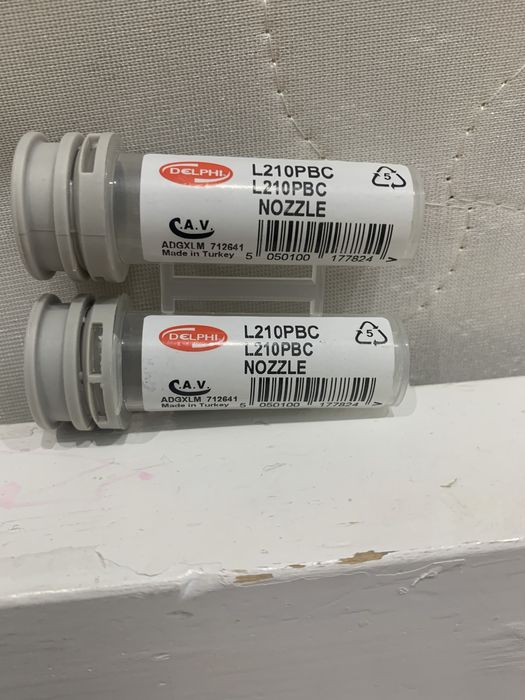 DELPHI
L210PBC
L210PBC
NOZZLE
5
C.A.V.
ADGXLM 712641
Made in Turkey
5 050100 177824 >
DELPHI
L210PBC
L210PBC
NOZZLE
5
C.A.V.
ADGXLM 712641
Made in Turkey
5 050100 177824 >